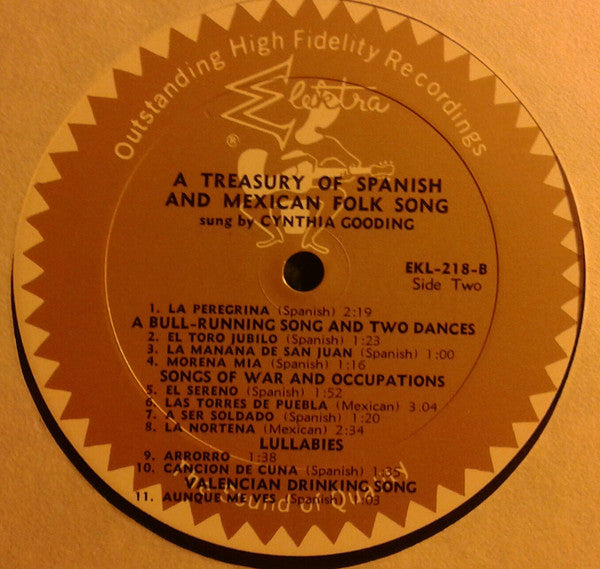 Outstanding High Fidelity Recordings
Elektra
®
A TREASURY OF SPANISH
AND MEXICAN FOLK SONG
sung by CYNTHIA GOODING
EKL-218-B
Side Two
1. LA PEREGRINA (Spanish) 2:19
A BULL-RUNNING SONG AND TWO DANCES
2. EL TORO JUBILO (Spanish) 1:23
3. LA MANANA DE SAN JUAN (Spanish) 1:00
4. MORENA MIA (Spanish) 1:16
SONGS OF WAR AND OCCUPATIONS
5. EL SERENO (Spanish) 1:52
6. LAS TORRES DE PUEBLA (Mexican) 3:04
7. A SER SOLDADO (Spanish) 1:20
8. LA NORTENA (Mexican) 2:34
LULLABIES
9. ARRORRO 1:38
10. CANCION DE CUNA (Spanish) 1:35
VALENCIAN DRINKING SONG
11. AUNQUE ME VES (Spanish) 1:03
Sound of